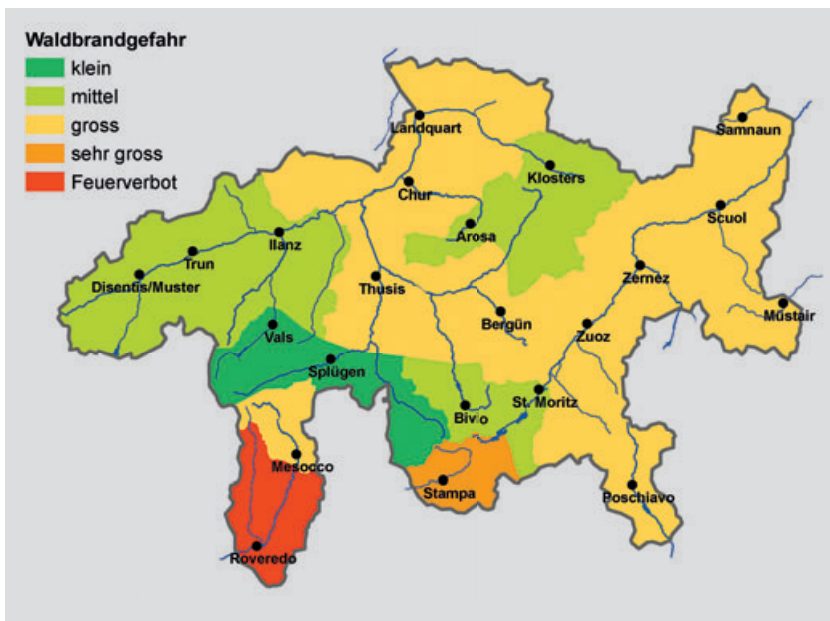 Waldbrandgefahr
klein
mittel
gross
sehr gross
Feuerverbot
Landquart
Samnaun
Klosters
Chur
Scuol
Arosa
Ilanz
Trun
Zernez
Disentis/Muster
Thusis
Müstair
Bergün
Zuoz
Vals
Splügen
St. Moritz
Bivio
Mesocco
Stampa
Poschiavo
Roveredo